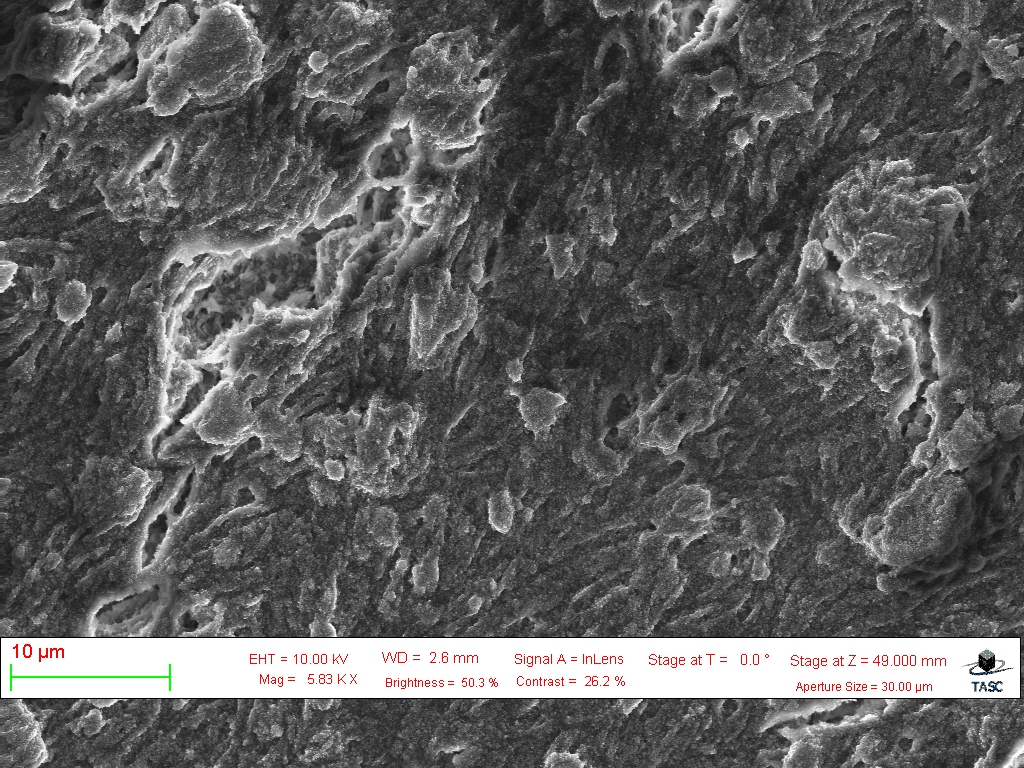 10 µm
EHT = 10.00 kV WD = 2.6 mm Signal A = InLens Stage at T = 0.0 ° Stage at Z = 49.000 mm
Mag = 5.83 K X Brightness = 50.3 % Contrast = 26.2 % Aperture Size = 30.00 µm
TASC